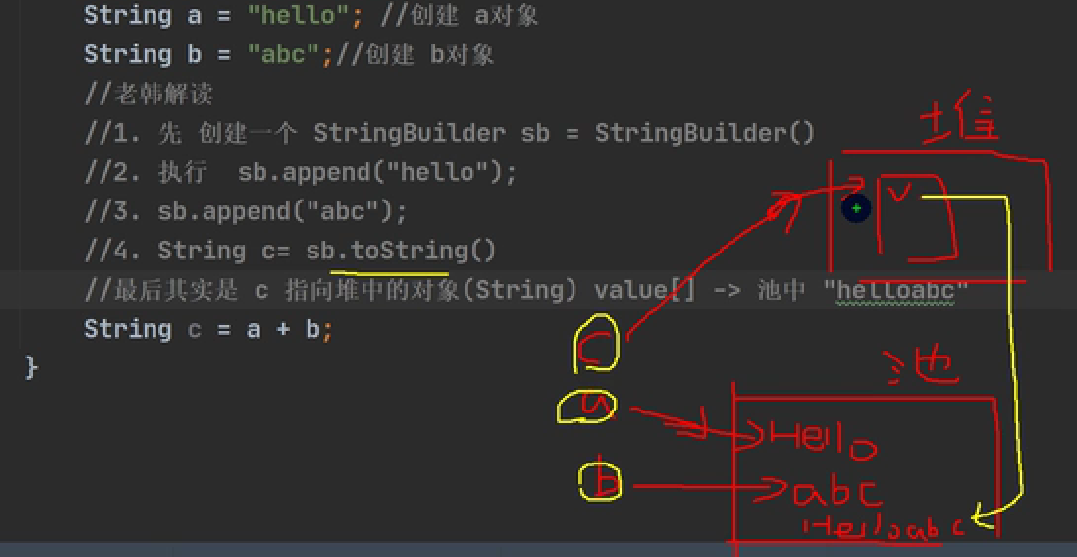 String a = "hello"; //创建 a对象
String b = "abc";//创建 b对象
//老韩解读
//1. 先 创建一个 StringBuilder sb = StringBuilder()
//2. 执行 sb.append("hello");
//3. sb.append("abc");
//4. String c= sb.toString()
//最后其实是 c 指向堆中的对象(String) value[] -> 池中 "helloabc"
String c = a + b;
}
堆
V
c
a
b
池
Hello
abc
Helloabc